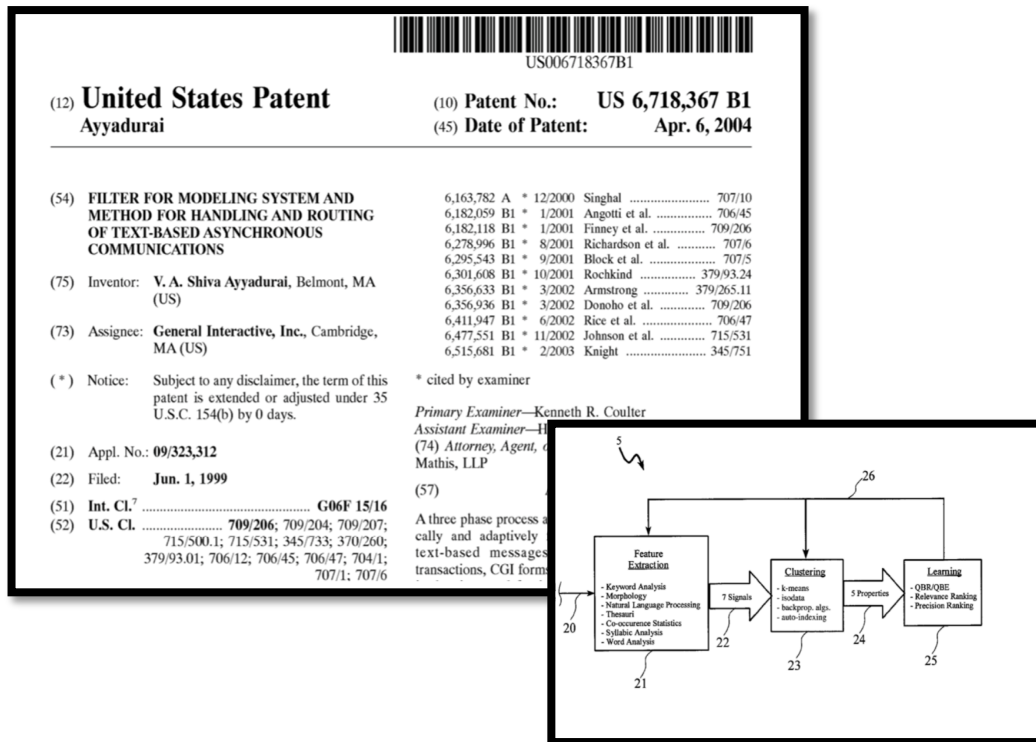 US006718367B1
(12) United States Patent
Ayyadurai
(10) Patent No.: US 6,718,367 B1
(45) Date of Patent: Apr. 6, 2004
(54) FILTER FOR MODELING SYSTEM AND
METHOD FOR HANDLING AND ROUTING
OF TEXT-BASED ASYNCHRONOUS
COMMUNICATIONS
(75) Inventor: V. A. Shiva Ayyadurai, Belmont, MA
(US)
(73) Assignee: General Interactive, Inc., Cambridge,
MA (US)
(*) Notice: Subject to any disclaimer, the term of this
patent is extended or adjusted under 35
U.S.C. 154(b) by 0 days.
(21) Appl. No.: 09/323,312
(22) Filed: Jun. 1, 1999
(51) Int. Cl.7 ........................................ G06F 15/16
(52) U.S. Cl. ...................... 709/206; 709/204; 709/207;
715/500.1; 715/531; 345/733; 370/260;
379/93.01; 706/12; 706/45; 706/47; 704/1;
707/1; 707/6
6,163,782 A * 12/2000 Singhal ........................ 707/10
6,182,059 B1 * 1/2001 Angotti et al. ................ 706/45
6,182,118 B1 * 1/2001 Finney et al. ............... 709/206
6,278,996 B1 * 8/2001 Richardson et al. ........... 707/6
6,295,543 B1 * 9/2001 Block et al. ................... 707/5
6,301,608 B1 * 10/2001 Rochkind .................. 379/93.24
6,356,633 B1 * 3/2002 Armstrong ............. 379/265.11
6,356,936 B1 * 3/2002 Donoho et al. ............. 709/206
6,411,947 B1 * 6/2002 Rice et al. .................... 706/47
6,477,551 B1 * 11/2002 Johnson et al. ............ 715/531
6,515,681 B1 * 2/2003 Knight ....................... 345/751
* cited by examiner
Primary Examiner—Kenneth R. Coulter
Assistant Examiner—H
(74) Attorney, Agent, o
Mathis, LLP
(57)
A three phase process a
cally and adaptively
text-based messages
transactions, CGI forms
5
26
20
Feature
Extraction
- Keyword Analysis
- Morphology
- Natural Language Processing
- Thesauri
- Co-occurence Statistics
- Syllabic Analysis
- Word Analysis
21
7 Signals
22
Clustering
- k-means
- isodata
- backprop. algs.
- auto-indexing
23
5 Properties
24
Learning
- QBR/QBE
- Relevance Ranking
- Precision Ranking
25